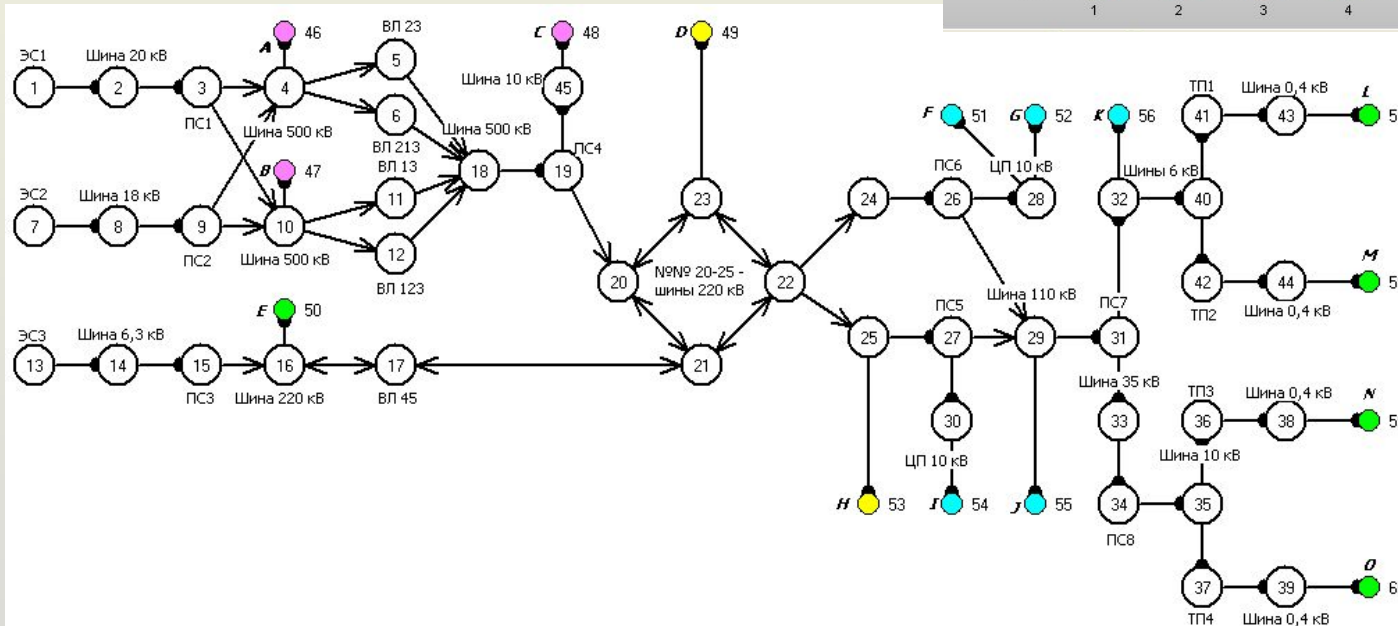 1 2 3 4
ЭС1
Шина 20 кВ
1
2
3
ПС1
A
46
4
Шина 500 кВ
ВЛ 23
5
6
ВЛ 213
Шина 500 кВ
B
47
10
Шина 500 кВ
ВЛ 13
11
12
ВЛ 123
18
ЭС2
Шина 18 кВ
7
8
9
ПС2
C
48
Шина 10 кВ
45
ПС4
19
D
49
23
20
№№ 20-25 -
шины 220 кВ
22
21
E
50
ЭС3
Шина 6,3 кВ
13
14
15
ПС3
16
Шина 220 кВ
17
ВЛ 45
24
ПС6
26
F
51
G
52
ЦП 10 кВ
28
25
ПС5
27
Шина 110 кВ
29
30
ЦП 10 кВ
H
53
I
54
J
55
K
56
32
Шины 6 кВ
40
ПС7
31
Шина 35 кВ
33
34
ПС8
35
Шина 10 кВ
ТП1
41
Шина 0,4 кВ
43
L
5
42
ТП2
44
Шина 0,4 кВ
M
5
ТП3
36
Шина 0,4 кВ
38
N
5
37
ТП4
39
Шина 0,4 кВ
O
6